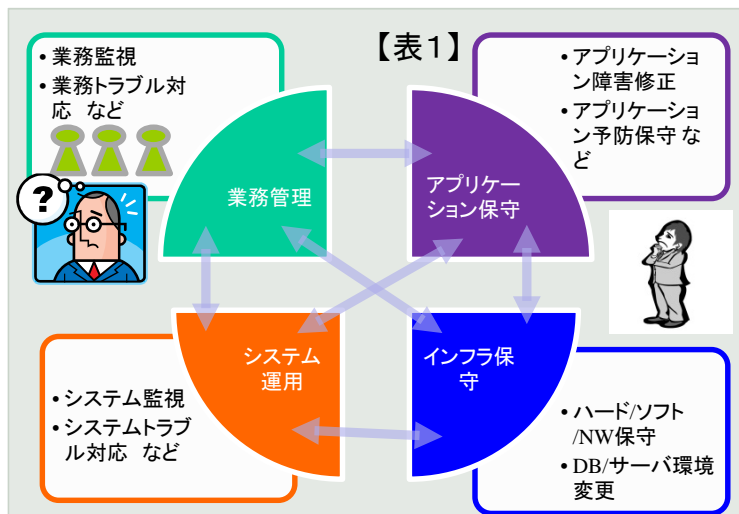 【表1】
• 業務監視
• 業務トラブル対
応 など
?
• アプリケーショ
ン障害修正
• アプリケーショ
ン予防保守 な
ど
業務管理
アプリケー
ション保守
システム
運用
インフラ保
守
• システム監視
• システムトラブ
ル対応 など
• ハード/ソフト
/NW保守
• DB/サーバ環境
変更